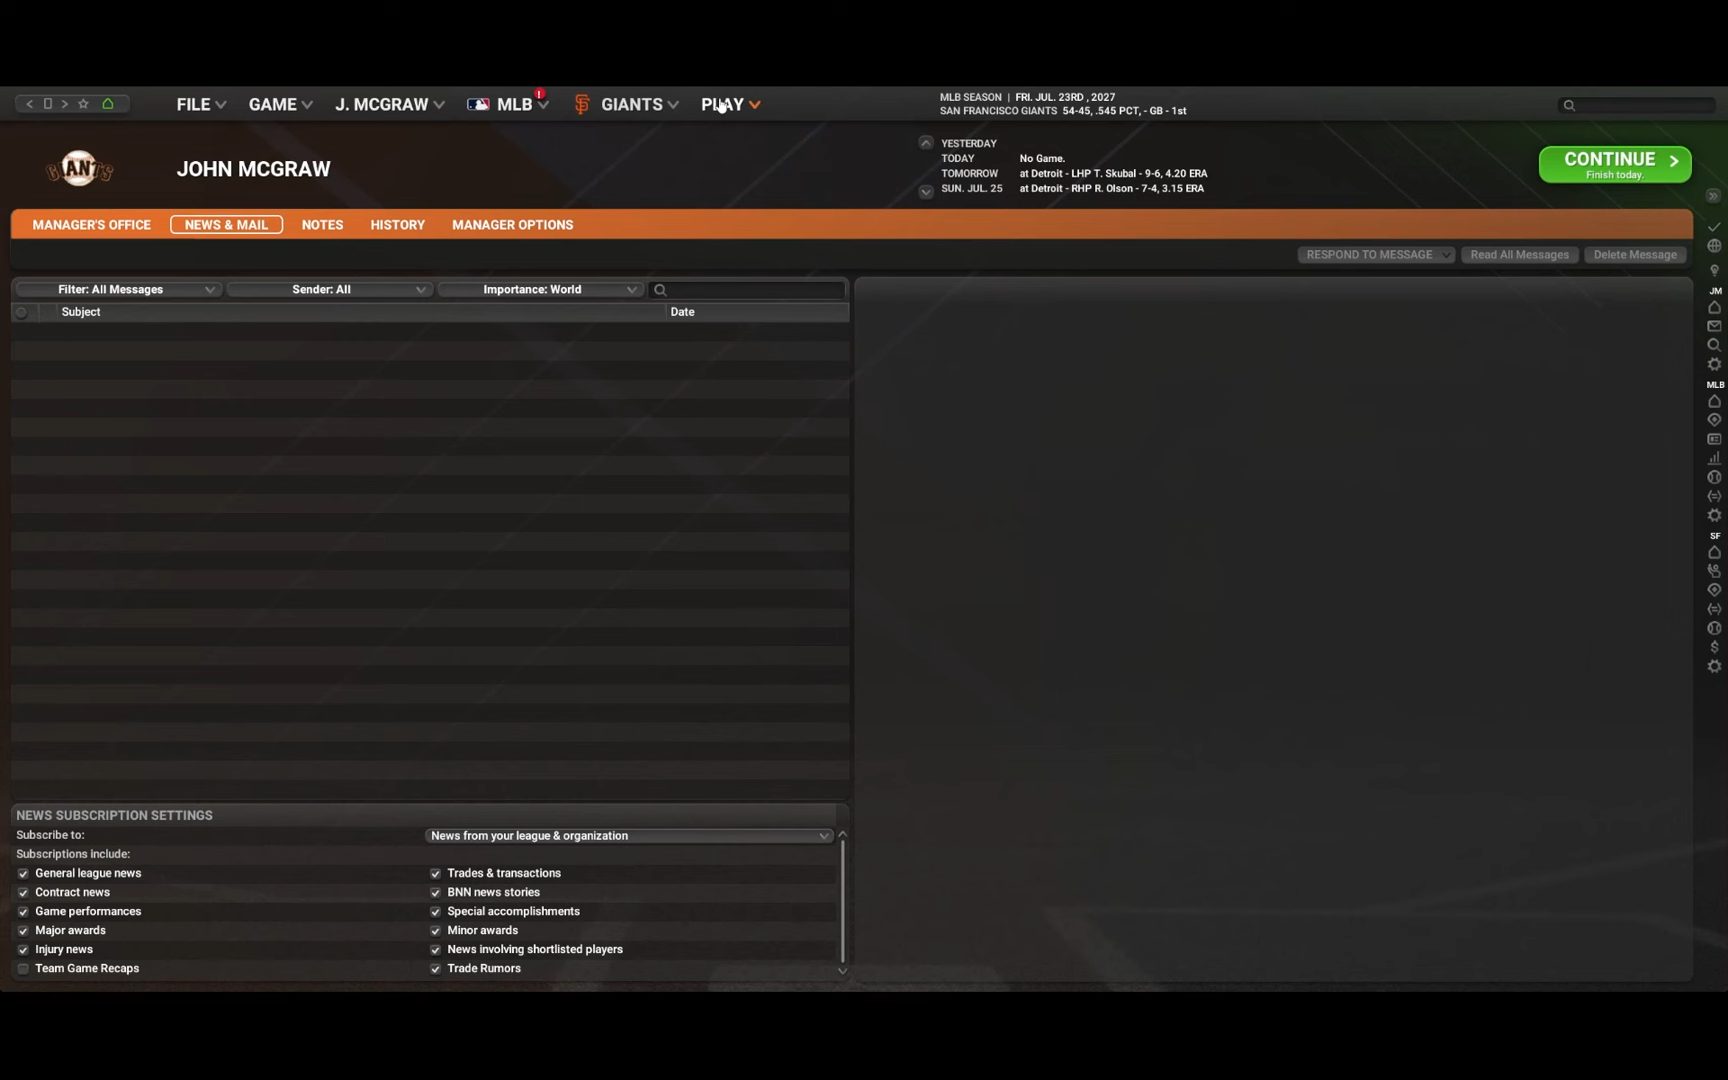 FILE GAME J. MCGRAW MLB GIANTS PLAY
MLB SEASON | FRI. JUL. 23RD , 2027
SAN FRANCISCO GIANTS 54-45, .545 PCT, - GB - 1st
GIANTS
JOHN MCGRAW
YESTERDAY
TODAY No Game.
TOMORROW at Detroit - LHP T. Skubal - 9-6, 4.20 ERA
SUN. JUL. 25 at Detroit - RHP R. Olson - 7-4, 3.15 ERA
CONTINUE
Finish today.
MANAGER'S OFFICE NEWS & MAIL NOTES HISTORY MANAGER OPTIONS
RESPOND TO MESSAGE Read All Messages Delete Message
Filter: All Messages Sender: All Importance: World
Subject Date
JM
MLB
SF
NEWS SUBSCRIPTION SETTINGS
Subscribe to: News from your league & organization
Subscriptions include:
General league news Trades & transactions
Contract news BNN news stories
Game performances Special accomplishments
Major awards Minor awards
Injury news News involving shortlisted players
Team Game Recaps Trade Rumors